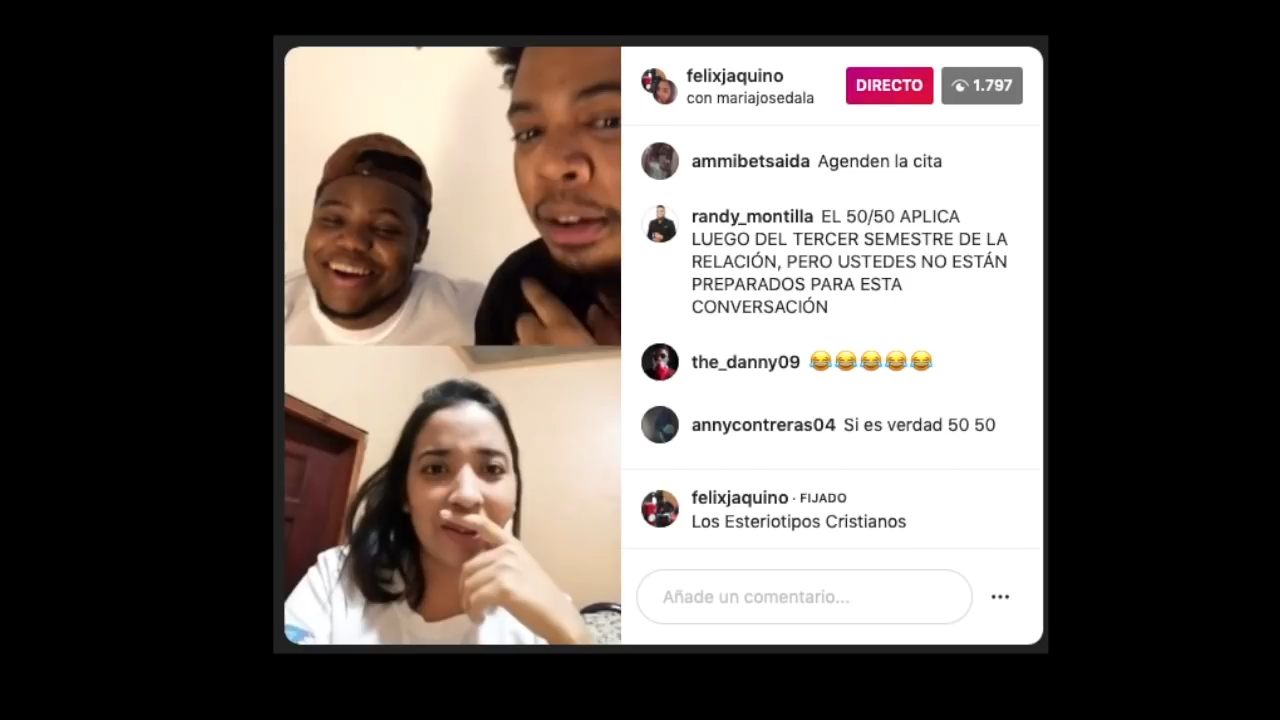 felixjaquino
con mariajosedala
DIRECTO
1.797
ammibetsaida Agenden la cita
randy_montilla EL 50/50 APLICA
LUEGO DEL TERCER SEMESTRE DE LA
RELACIÓN, PERO USTEDES NO ESTÁN
PREPARADOS PARA ESTA
CONVERSACIÓN
the_danny09 😂😂😂😂😂
annycontreras04 Si es verdad 50 50
felixjaquino · FIJADO
Los Esteriotipos Cristianos
Añade un comentario...